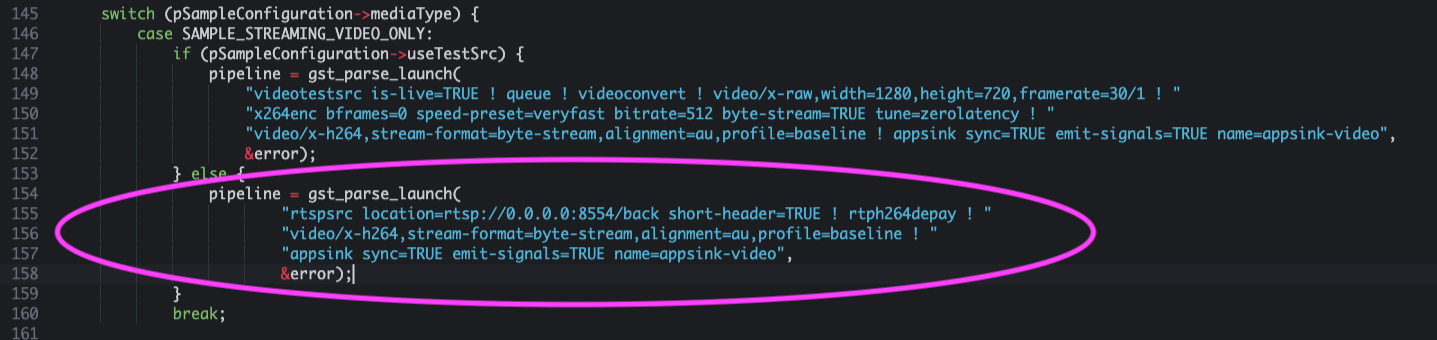 145 switch (pSampleConfiguration->mediaType) {
146 case SAMPLE_STREAMING_VIDEO_ONLY:
147 if (pSampleConfiguration->useTestSrc) {
148 pipeline = gst_parse_launch(
149 "videotestsrc is-live=TRUE ! queue ! videoconvert ! video/x-raw,width=1280,height=720,framerate=30/1 ! "
150 "x264enc bframes=0 speed-preset=veryfast bitrate=512 byte-stream=TRUE tune=zerolatency ! "
151 "video/x-h264,stream-format=byte-stream,alignment=au,profile=baseline ! appsink sync=TRUE emit-signals=TRUE name=appsink-video",
152 &error);
153 } else {
154 pipeline = gst_parse_launch(
155 "rtspsrc location=rtsp://0.0.0.0:8554/back short-header=TRUE ! rtph264depay ! "
156 "video/x-h264,stream-format=byte-stream,alignment=au,profile=baseline ! "
157 "appsink sync=TRUE emit-signals=TRUE name=appsink-video",
158 &error);
159 }
160 break;
161